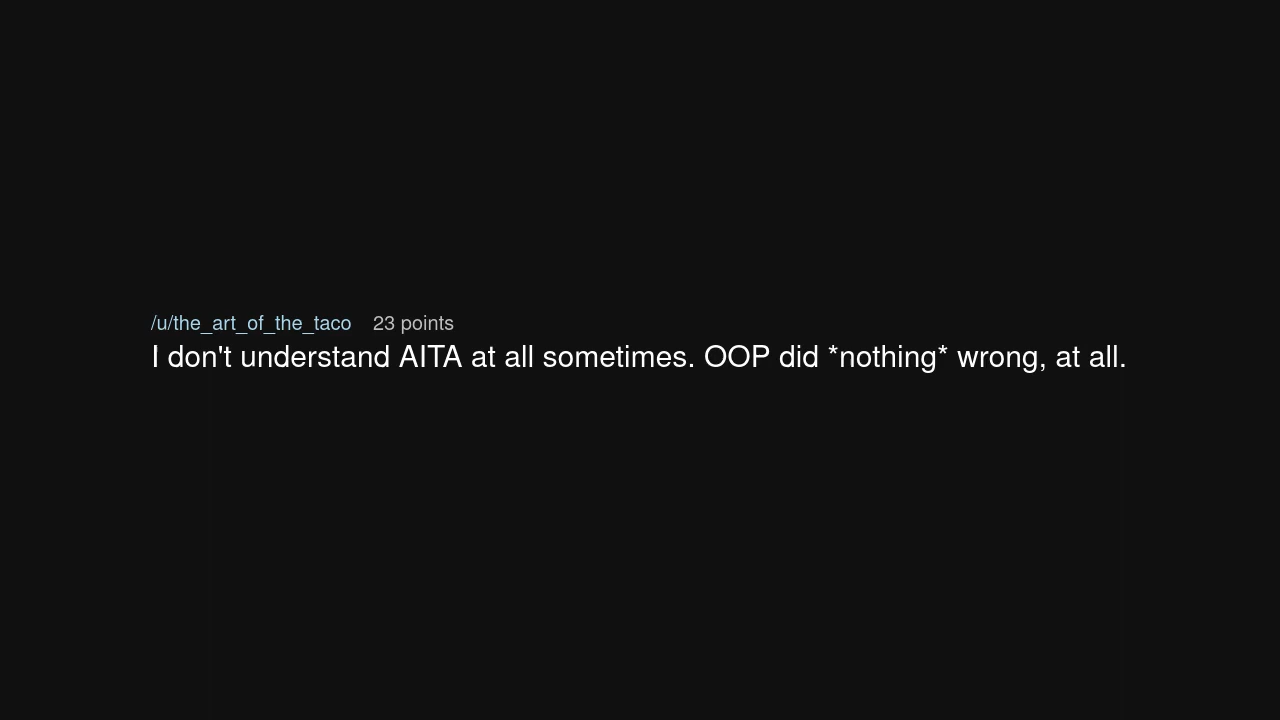 /u/the_art_of_the_taco 23 points
I don't understand AITA at all sometimes. OOP did *nothing* wrong, at all.